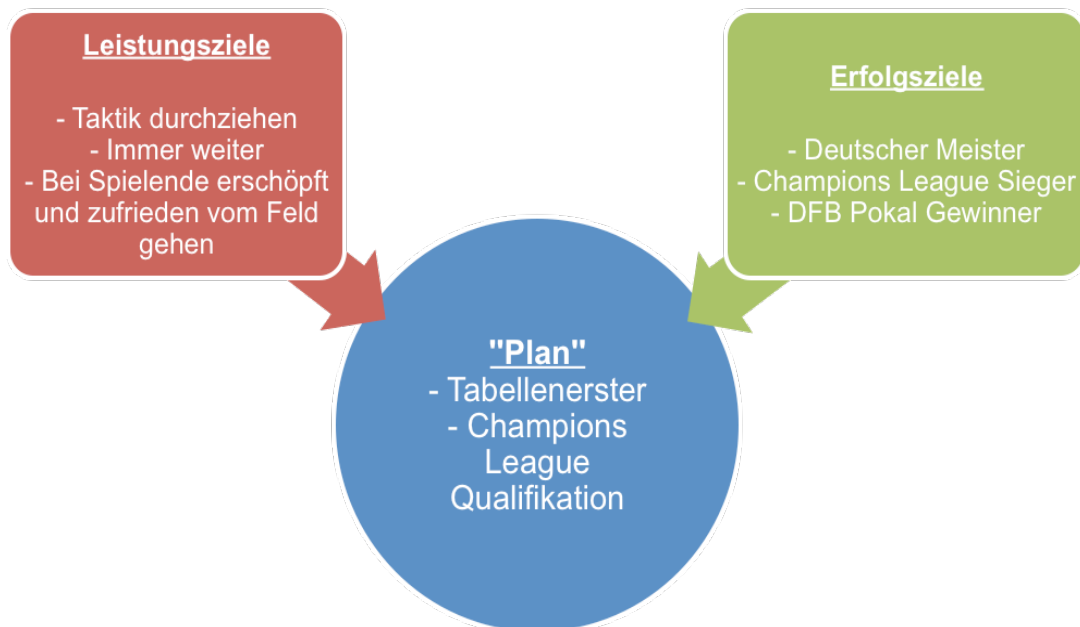 Leistungsziele
- Taktik durchziehen
- Immer weiter
- Bei Spielende erschöpft
und zufrieden vom Feld
gehen
Erfolgsziele
- Deutscher Meister
- Champions League Sieger
- DFB Pokal Gewinner
"Plan"
- Tabellenerster
- Champions
League
Qualifikation